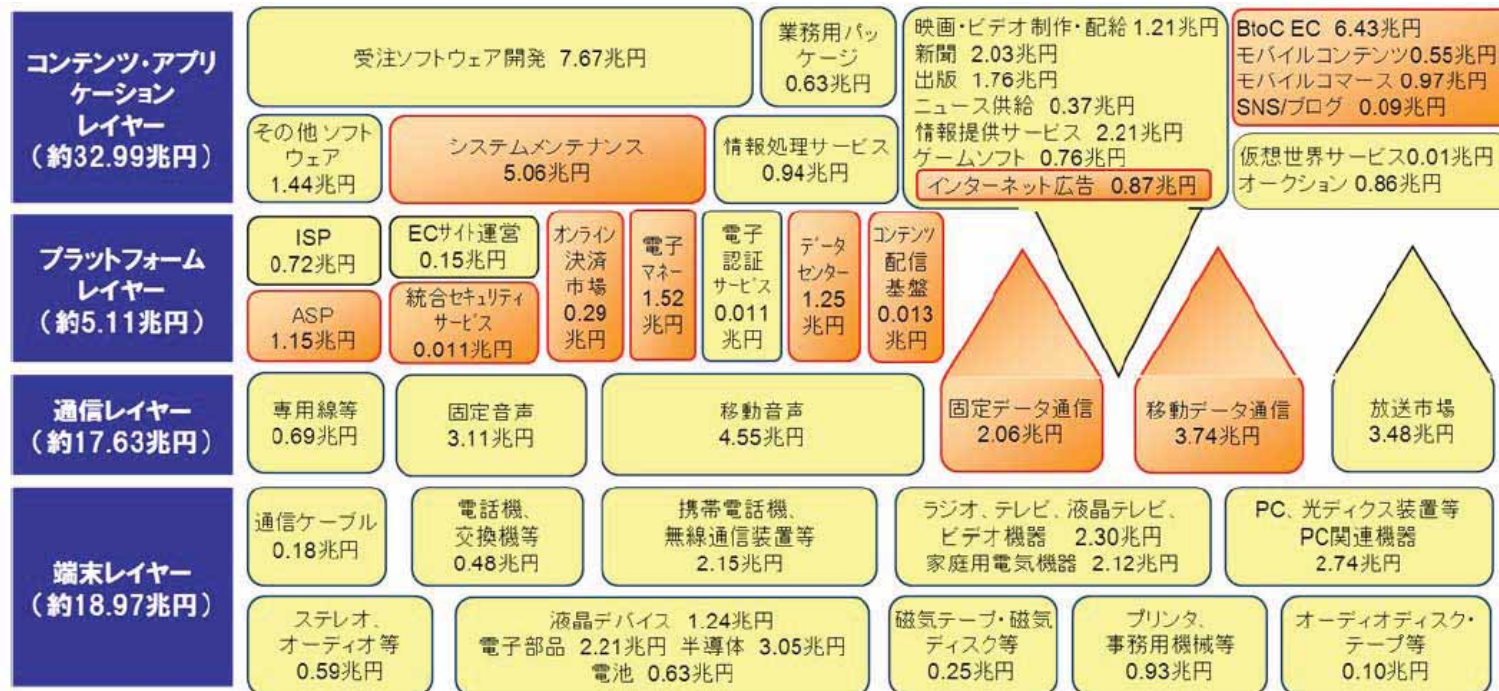 コンテンツ・アプリ
ケーション
レイヤー
(約32.99兆円)
受注ソフトウェア開発 7.67兆円
業務用パッ
ケージ
0.63兆円
映画・ビデオ制作・配給 1.21兆円
新聞 2.03兆円
出版 1.76兆円
ニュース供給 0.37兆円
情報提供サービス 2.21兆円
ゲームソフト 0.76兆円
インターネット広告 0.87兆円
BtoC EC 6.43兆円
モバイルコンテンツ0.55兆円
モバイルコマース 0.97兆円
SNS/ブログ 0.09兆円
その他 ソフト
ウェア
1.44兆円
システムメンテナンス
5.06兆円
情報処理サービス
0.94兆円
仮想世界サービス0.01兆円
オークション 0.86兆円
プラットフォーム
レイヤー
(約5.11兆円)
ISP
0.72兆円
ASP
1.15兆円
ECサイト運営
0.15兆円
統合セキュリティ
サービス
0.011兆円
オンライン
決済
市場
0.29
兆円
電子
マネー
1.52
兆円
電子
認証
サービス
0.011
兆円
データ
センター
1.25
兆円
コンテンツ
配信
基盤
0.013
兆円
通信レイヤー
(約17.63兆円)
専用線等
0.69兆円
固定音声
3.11兆円
移動音声
4.55兆円
固定データ通信
2.06兆円
移動データ通信
3.74兆円
放送市場
3.48兆円
端末レイヤー
(約18.97兆円)
通信ケーブル
0.18兆円
電話機、
交換機等
0.48兆円
携帯電話機、
無線通信装置等
2.15兆円
ラジオ、テレビ、液晶テレビ、
ビデオ機器 2.30兆円
家庭用電気機器 2.12兆円
PC、光ディクス装置等
PC関連機器
2.74兆円
ステレオ、
オーディオ等
0.59兆円
液晶デバイス 1.24兆円
電子部品 2.21兆円 半導体 3.05兆円
電池 0.63兆円
磁気テープ・磁気
ディスク等
0.25兆円
プリンタ、
事務用機械等
0.93兆円
オーディオディスク・
テープ等
0.10兆円